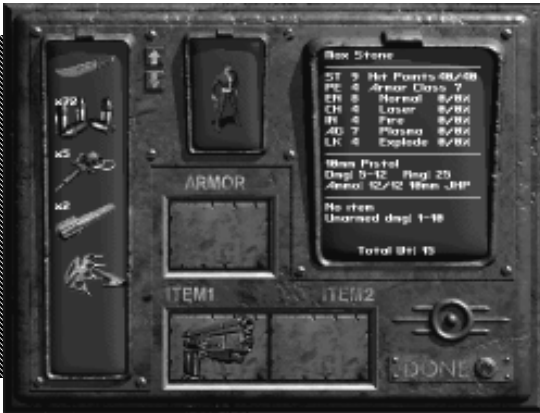 Max Stone
ST 9 Hit Points 40/40
PE 4 Armor Class 7
EN 8 Normal 0/0%
CH 4 Laser 0/0%
IN 4 Fire 0/0%
AG 7 Plasma 0/0%
LK 4 Explode 0/0%
10mm Pistol
Dmg: 5-12 Rng: 25
Ammo: 12/12 10mm JHP
No item
Unarmed dmg: 1-10
Total Wt: 15
x72
x5
x2
ARMOR
ITEM1 ITEM2
DONE